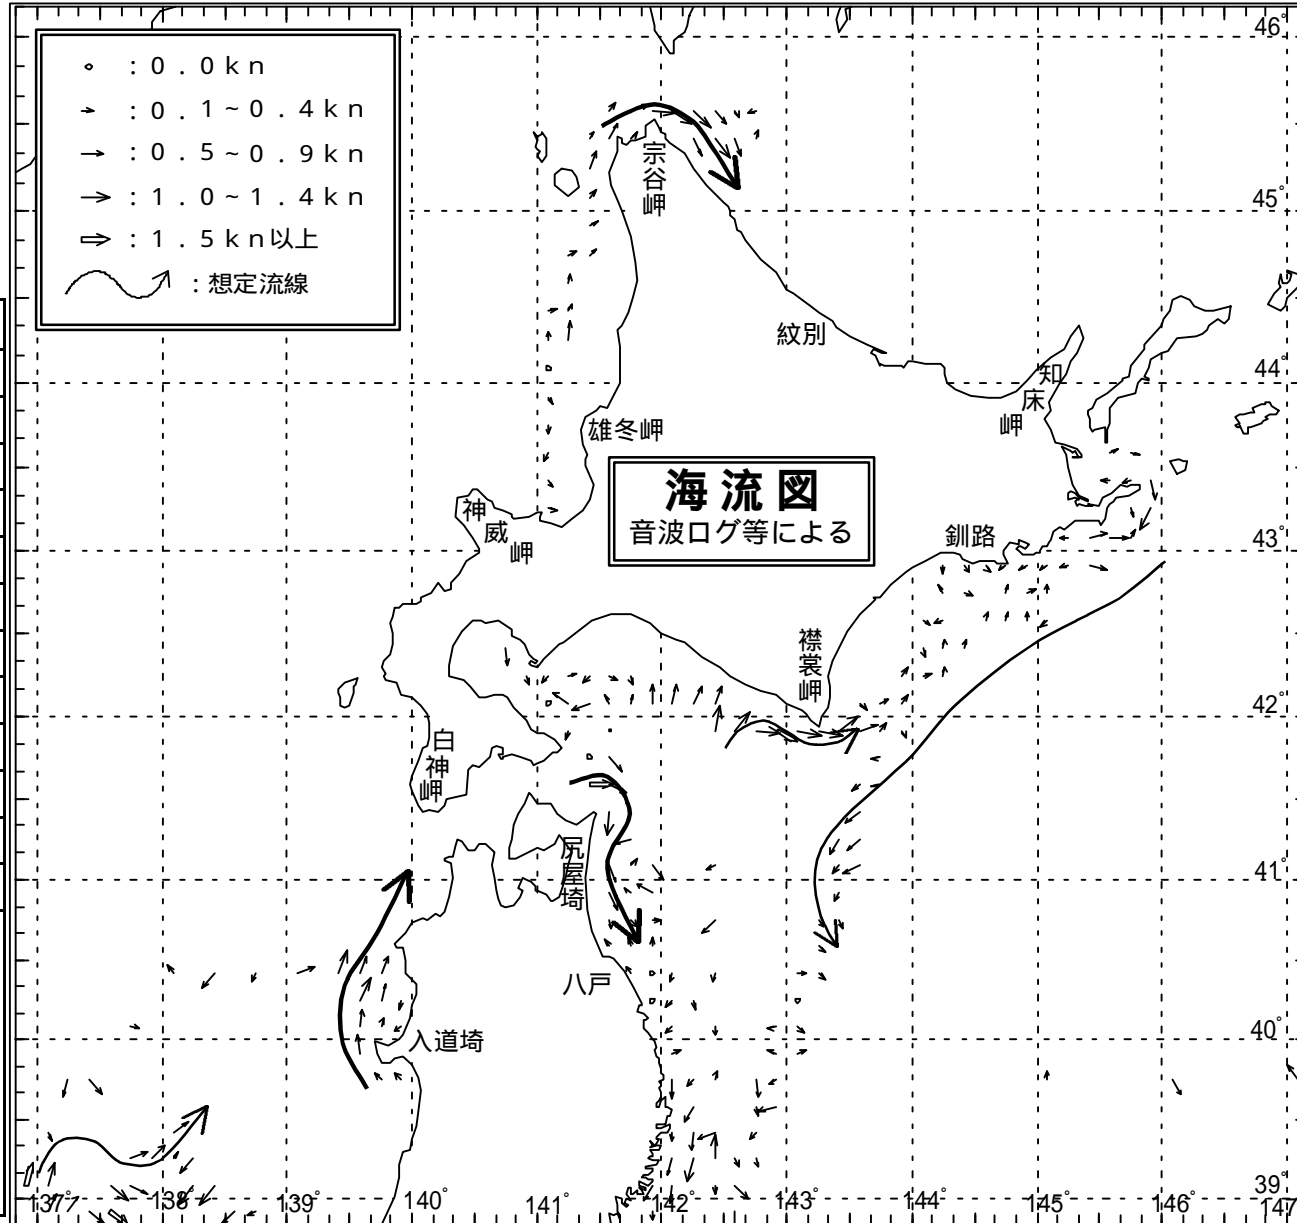 ：０．０ｋｎ
：０．１～０．４ｋｎ
：０．５～０．９ｋｎ
：１．０～１．４ｋｎ
：１．５ｋｎ以上
：想定流線
46°
宗谷岬
45°
紋別
44°
知床岬
雄冬岬
海流図
音波ログ等による
神威岬
釧路
43°
襟裳岬
42°
白神岬
尻屋埼
41°
八戸
入道埼
40°
39°
137°
138°
139°
140°
141°
142°
143°
144°
145°
146°
147